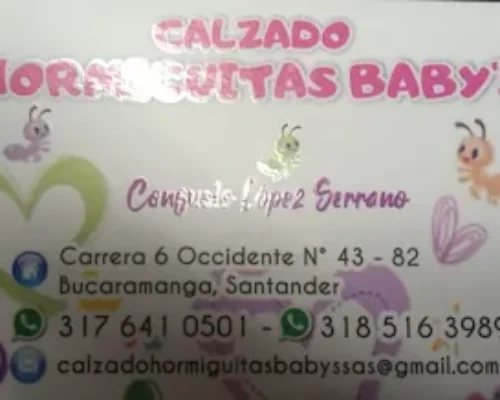 CALZADO
HORMIGUITAS BABY'S
Consuelo López Serrano
Carrera 6 Occidente N° 43 - 82
Bucaramanga, Santander
317 641 0501 - 318 516 3989
calzadohormiguitasbabyssas@gmail.com